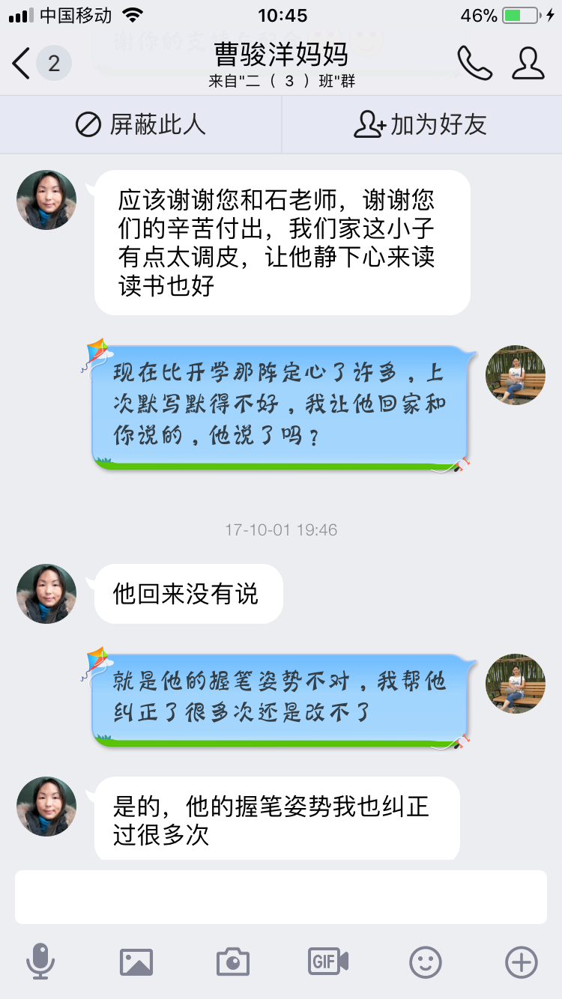 中国移动
10:45
46%
谢你的支持与配合
2
曹骏洋妈妈
来自"二（3）班"群
屏蔽此人
加为好友
应该谢谢您和石老师，谢谢您
们的辛苦付出，我们家这小子
有点太调皮，让他静下心来读
读书也好
现在比开学那阵定心了许多，上
次默写默得不好，我让他回家和
你说的，他说了吗？
17-10-01 19:46
他回来没有说
就是他的握笔姿势不对，我帮他
纠正了很多次还是改不了
是的，他的握笔姿势我也纠正
过很多次
GIF